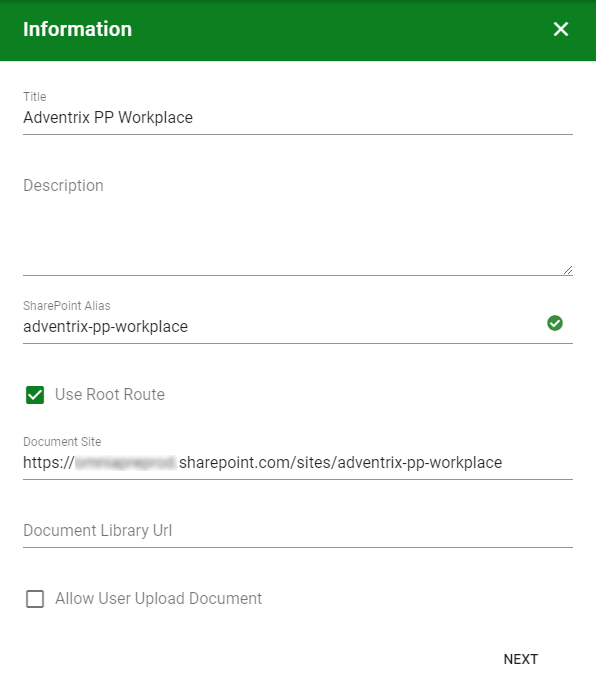 Information
Title
Adventrix PP Workplace
Description
SharePoint Alias
adventrix-pp-workplace
Use Root Route
Document Site
https:// .sharepoint.com/sites/adventrix-pp-workplace
Document Library Url
Allow User Upload Document
NEXT